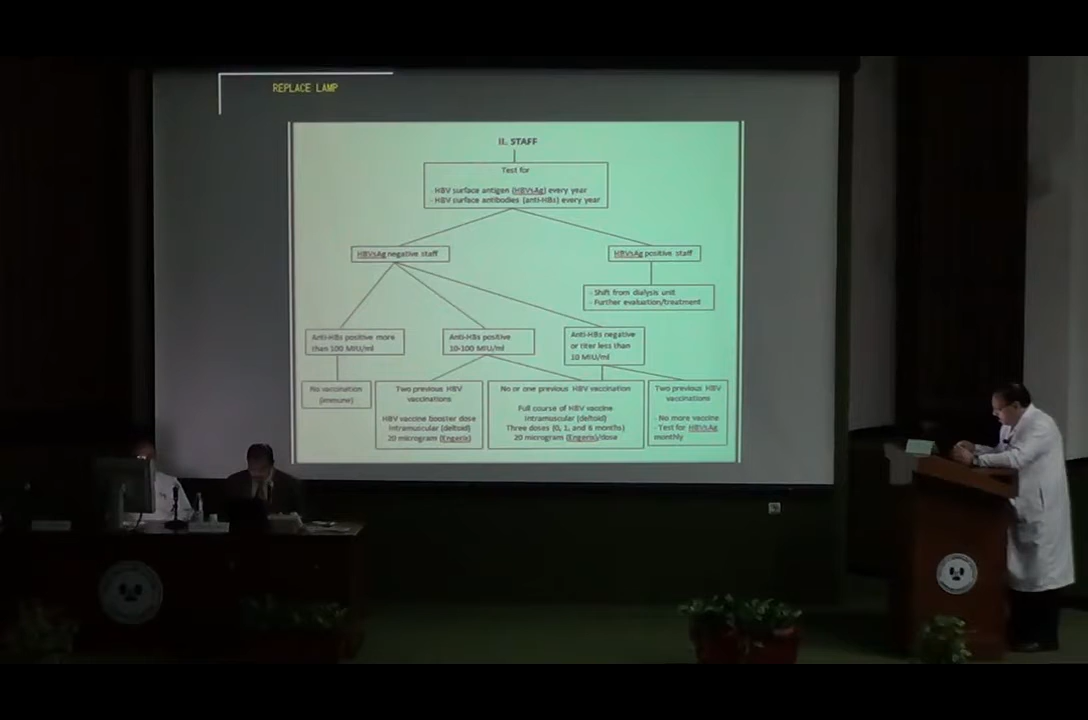 REPLACE LAMP
II. STAFF
Test for
- HBV surface antigen (HBVsAg) every year
- HBV surface antibodies (anti-HBs) every year
HBVsAg negative staff
HBVsAg positive staff
- Shift from dialysis unit
- Further evaluation/treatment
Anti-HBs positive more
than 100 MIU/ml
Anti-HBs positive
10-100 MIU/ml
Anti-HBs negative
or titer less than
10 MIU/ml
No vaccination
(immune)
Two previous HBV
vaccinations
HBV vaccine booster dose
Intramuscular (deltoid)
20 microgram (Engerix)
No or one previous HBV vaccination
Full course of HBV vaccine
Intramuscular (deltoid)
Three doses (0, 1, and 6 months)
20 microgram (Engerix)/dose
Two previous HBV
vaccinations
- No more vaccine
- Test for HBVsAg
monthly